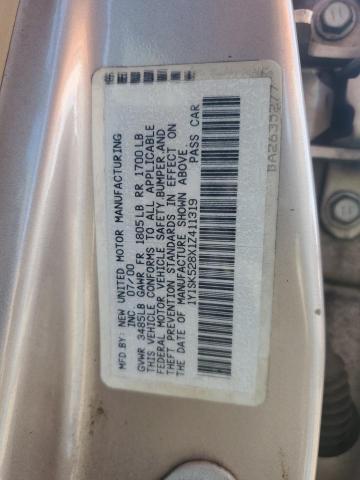 MFD BY: NEW UNITED MOTOR MANUFACTURING
INC. 07/00
GVWR 3485LB GAWR FR 1805LB RR 1700LB
THIS VEHICLE CONFORMS TO ALL APPLICABLE
FEDERAL MOTOR VEHICLE SAFETY,BUMPER,AND
THEFT PREVENTION STANDARDS IN EFFECT ON
THE DATE OF MANUFACTURE SHOWN ABOVE.
1Y1SK528X1Z411319 PASS CAR